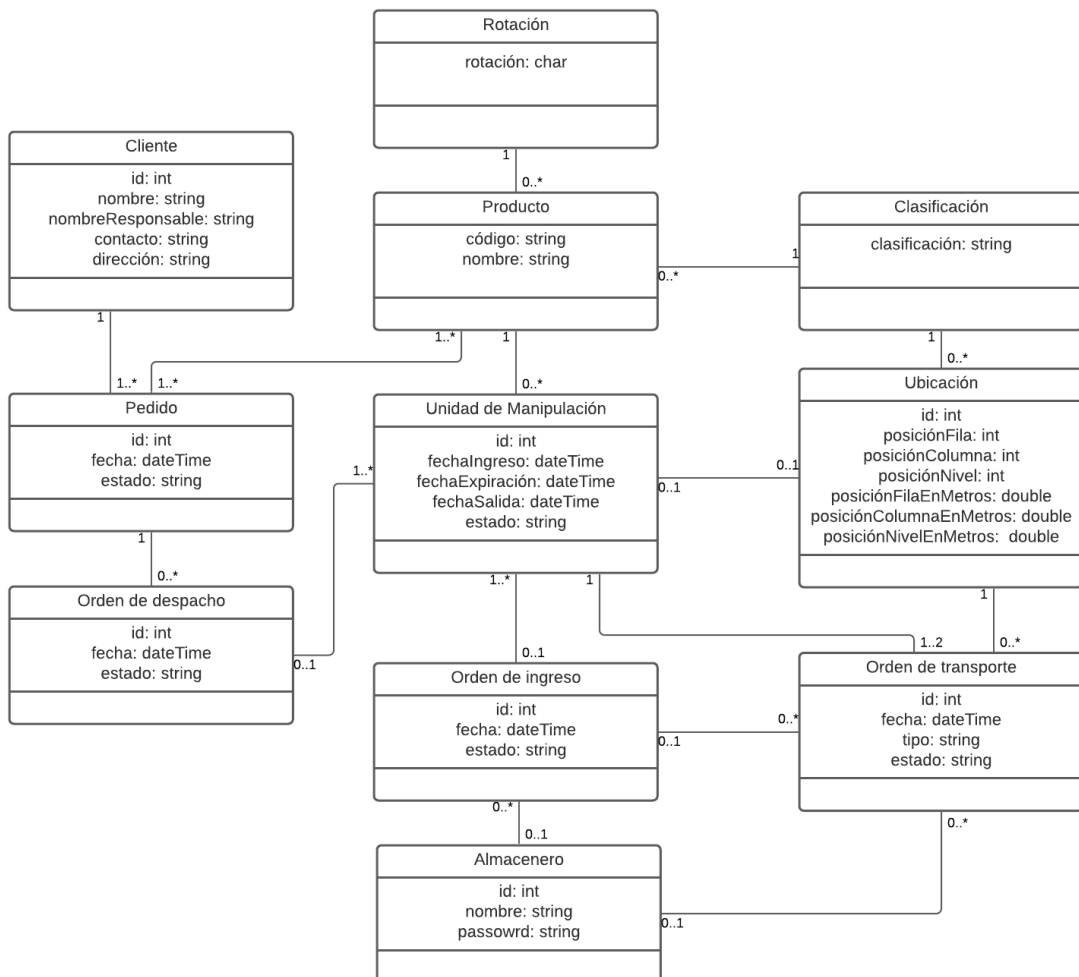 Rotación
rotación: char
1
0..*
Cliente
id: int
nombre: string
nombreResponsable: string
contacto: string
dirección: string
1
1..*
Producto
código: string
nombre: string
0..*
1
1..*
1..*
1
0..*
Clasificación
clasificación: string
1
0..*
Pedido
id: int
fecha: dateTime
estado: string
1
0..*
Unidad de Manipulación
id: int
fechaIngreso: dateTime
fechaExpiración: dateTime
fechaSalida: dateTime
estado: string
1..*
0..1
0..1
0..1
1..*
0..1
1
1..2
Ubicación
id: int
posiciónFila: int
posiciónColumna: int
posiciónNivel: int
posiciónFilaEnMetros: double
posiciónColumnaEnMetros: double
posiciónNivelEnMetros: double
1
0..*
Orden de despacho
id: int
fecha: dateTime
estado: string
Orden de ingreso
id: int
fecha: dateTime
estado: string
0..1
0..*
0..*
0..1
Orden de transporte
id: int
fecha: dateTime
tipo: string
estado: string
0..*
0..1
Almacenero
id: int
nombre: string
passowrd: string